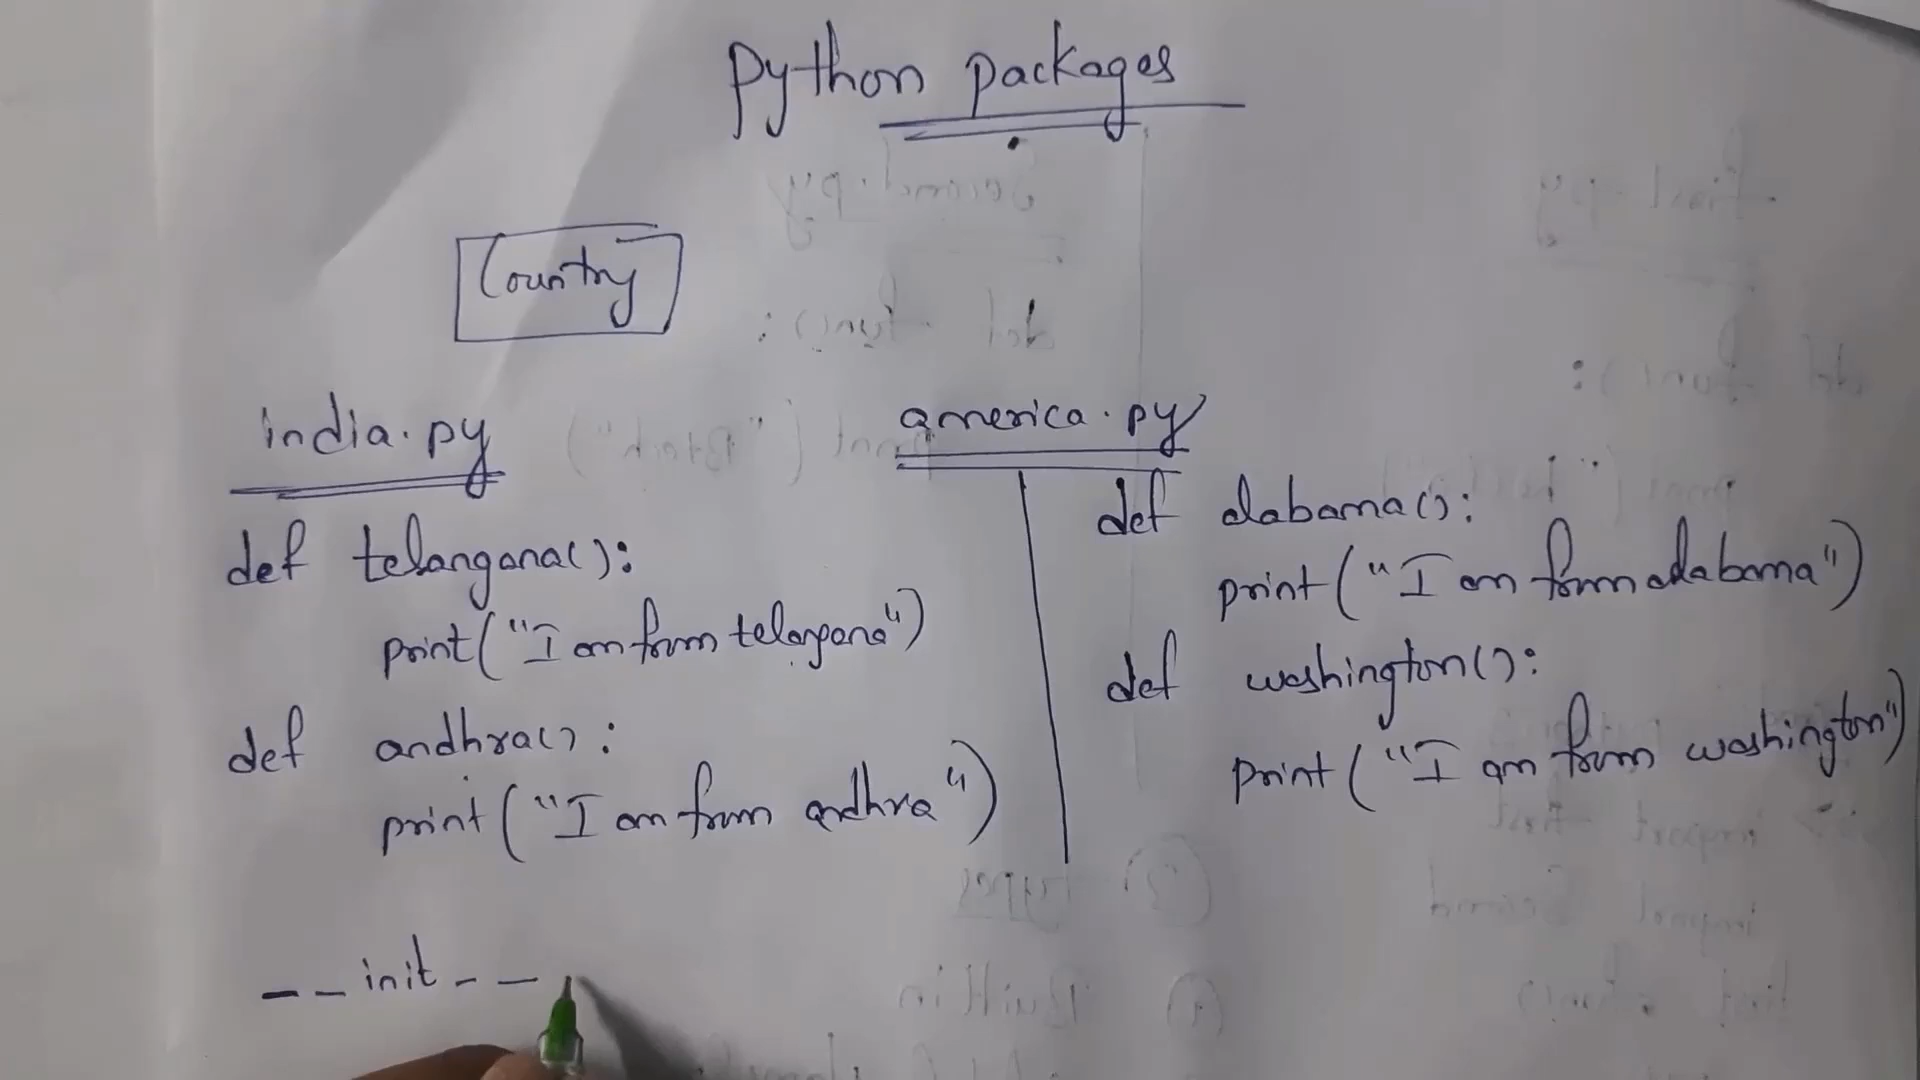 Python packages
Country
india.py
def telangana():
print("I am from telangana")
def andhra():
print("I am from andhra")
america.py
def alabama():
print("I am from alabama")
def washington():
print("I am from washington")
__init__